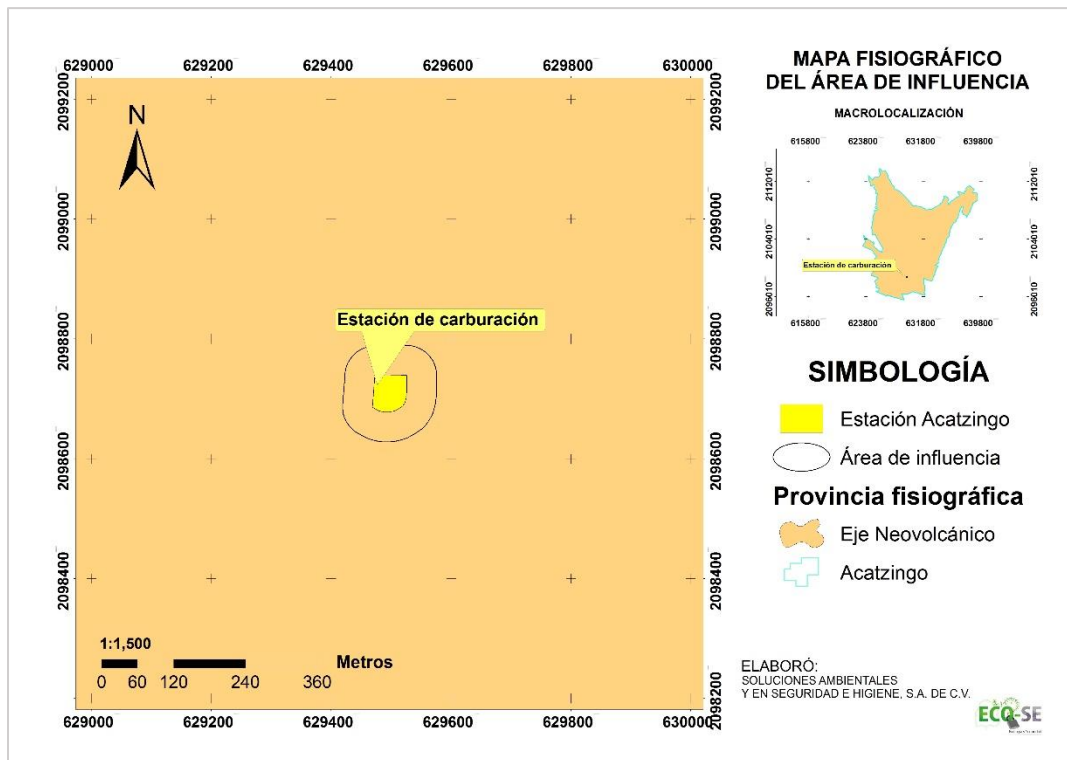 MAPA FISIOGRÁFICO
DEL ÁREA DE INFLUENCIA
MACROLOCALIZACIÓN
615800 623800 631800 639800
2112010 2112010
2104010 2104010
2096010 2096010
Estación de carburación
615800 623800 631800 639800
629000 629200 629400 629600 629800 630000
2099200 2099200
N
2099000 2099000
2098800 2098800
Estación de carburación
2098600 2098600
2098400 2098400
2098200
1:1,500
Metros
0 60 120 240 360
629000 629200 629400 629600 629800 630000
SIMBOLOGÍA
Estación Acatzingo
Área de influencia
Provincia fisiográfica
Eje Neovolcánico
Acatzingo
ELABORÓ:
SOLUCIONES AMBIENTALES
Y EN SEGURIDAD E HIGIENE, S.A. DE C.V.
ECO-SE